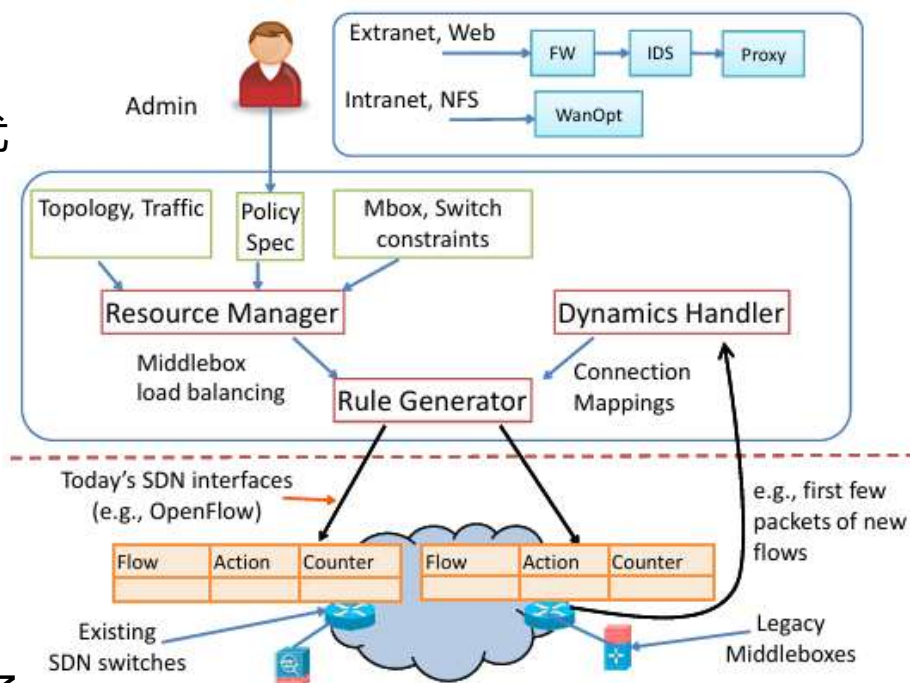 Extranet, Web
FW
IDS
Proxy
Intranet, NFS
WanOpt
Admin
Topology, Traffic
Policy
Spec
Mbox, Switch
constraints
Resource Manager
Dynamics Handler
Middlebox
load balancing
Connection
Mappings
Rule Generator
Today's SDN interfaces
(e.g., OpenFlow)
e.g., first few
packets of new
flows
Flow Action Counter
Flow Action Counter
Existing
SDN switches
Legacy
Middleboxes